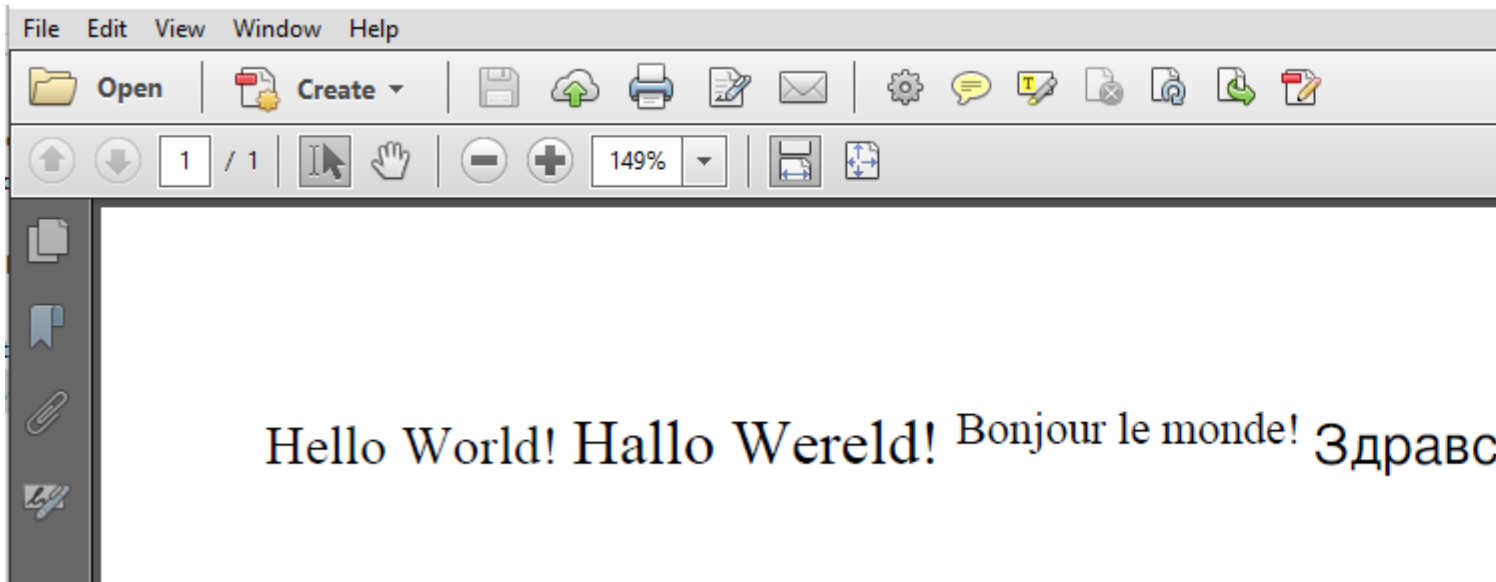 File Edit View Window Help
Open Create
1 / 1 149%
Hello World! Hallo Wereld! Bonjour le monde! Здравс